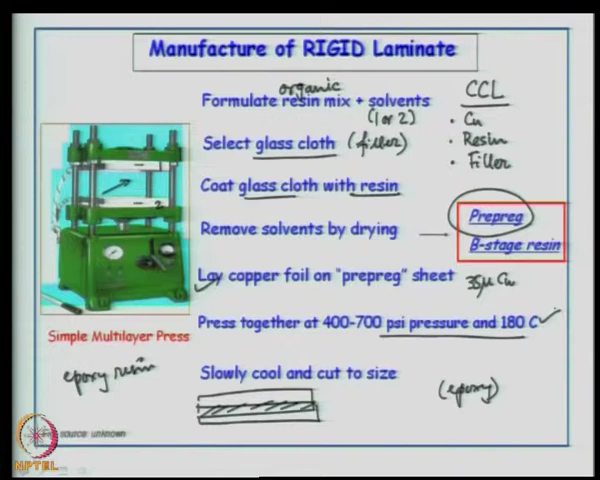 Manufacture of RIGID Laminate
organic
Formulate resin mix + solvents
(1 or 2)
CCL
• Cu
• Resin
• Filler
Select glass cloth (filler)
Coat glass cloth with resin
Remove solvents by drying
Prepreg
B-stage resin
Lay copper foil on "prepreg" sheet
35μ Cu
Press together at 400-700 psi pressure and 180 C
Simple Multilayer Press
epoxy resin
Slowly cool and cut to size
(epoxy)
source: unknown
NPTEL